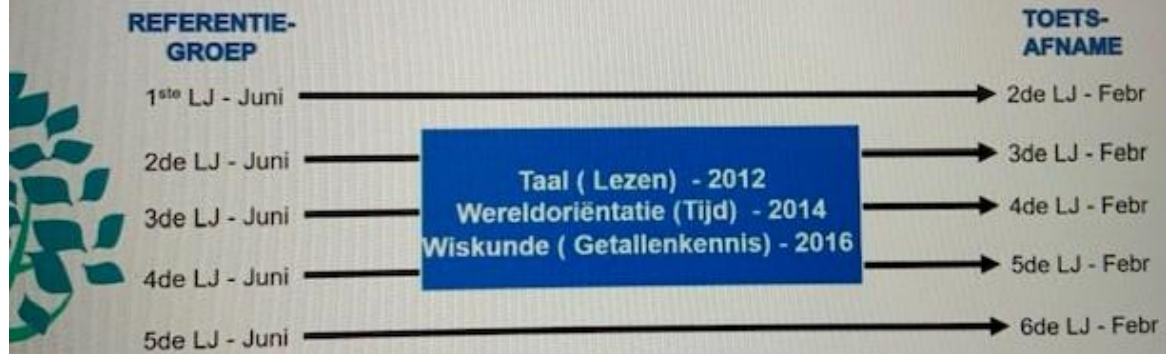 REFERENTIE-
GROEP
TOETS-
AFNAME
1ste LJ - Juni
2de LJ - Febr
2de LJ - Juni
3de LJ - Febr
3de LJ - Juni
4de LJ - Febr
4de LJ - Juni
5de LJ - Febr
5de LJ - Juni
6de LJ - Febr
Taal ( Lezen) - 2012
Wereldoriëntatie (Tijd) - 2014
Wiskunde ( Getallenkennis) - 2016